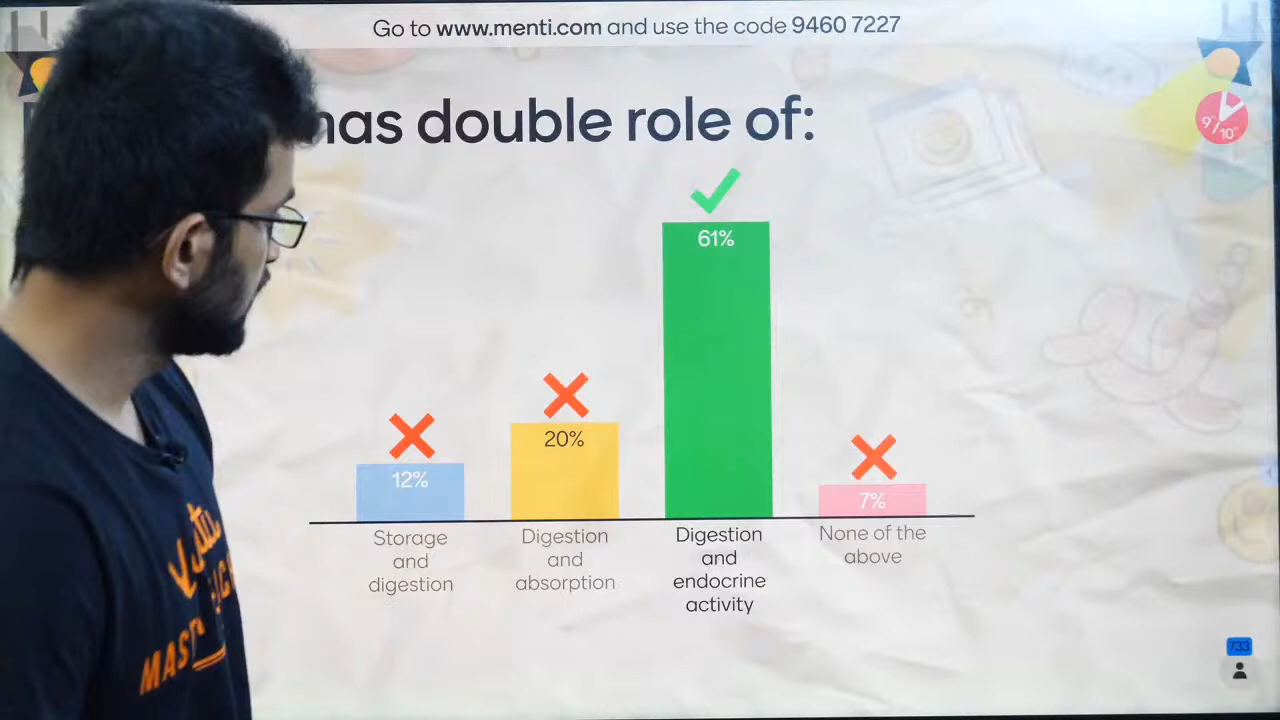 Go to www.menti.com and use the code 9460 7227
has double role of:
9/10
61%
20%
12%
7%
Storage and digestion
Digestion and absorption
Digestion and endocrine activity
None of the above
733